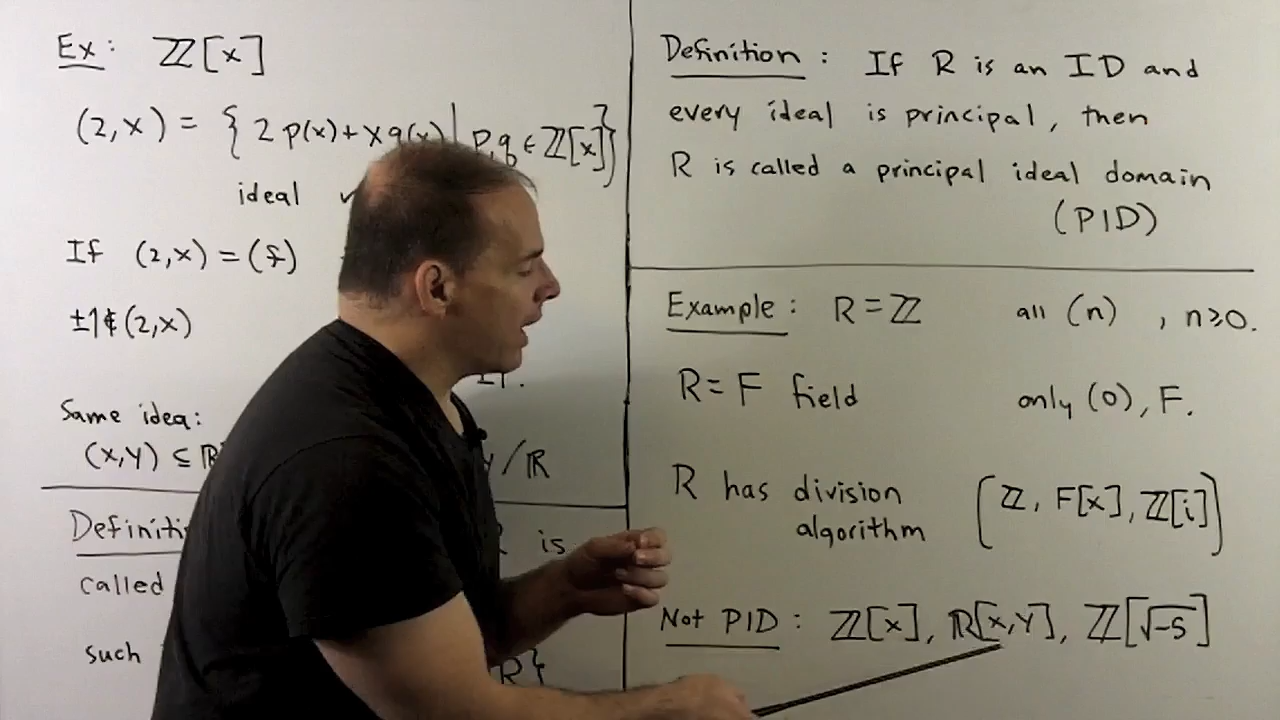 Ex: ℤ[x]
(2,x) = { 2 p(x)+xq(x) | p,q ∈ ℤ[x]}
ideal ✓
If (2,x) = (f)
±1∉(2,x)
If.
Same idea:
(x,y) ⊆ ℝ y/ℝ
Definiti is
called
such R}
Definition: If R is an ID and
every ideal is principal, then
R is called a principal ideal domain
(PID)
Example: R=ℤ all (n), n≥0.
R=F field only (0), F.
R has division
algorithm (ℤ, F[x], ℤ[i])
Not PID: ℤ[x], ℝ[x,y], ℤ[√-5]